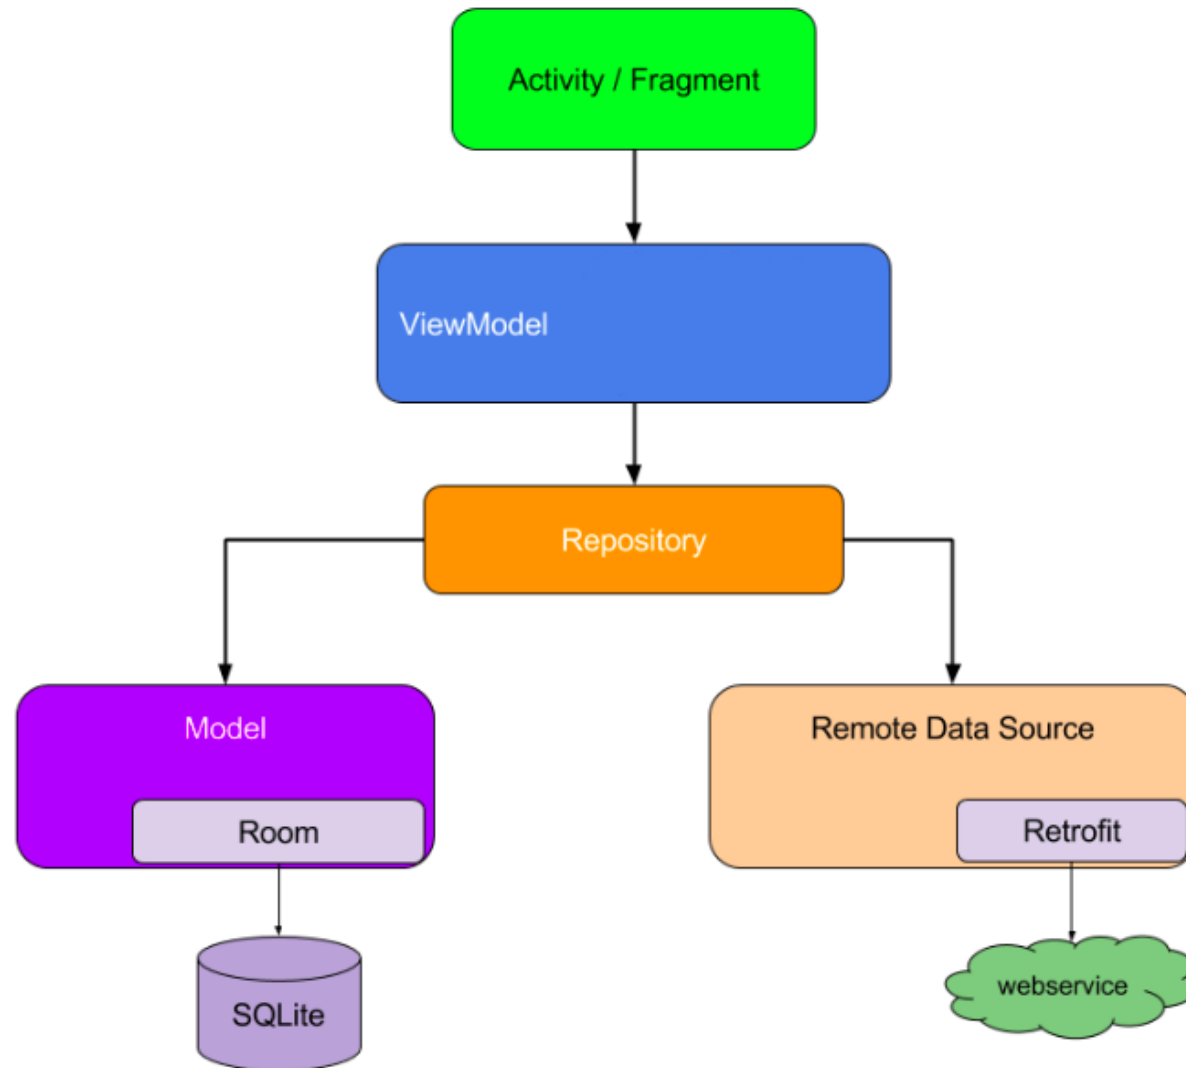 Activity / Fragment
ViewModel
Repository
Model
Remote Data Source
Room
Retrofit
SQLite
webservice